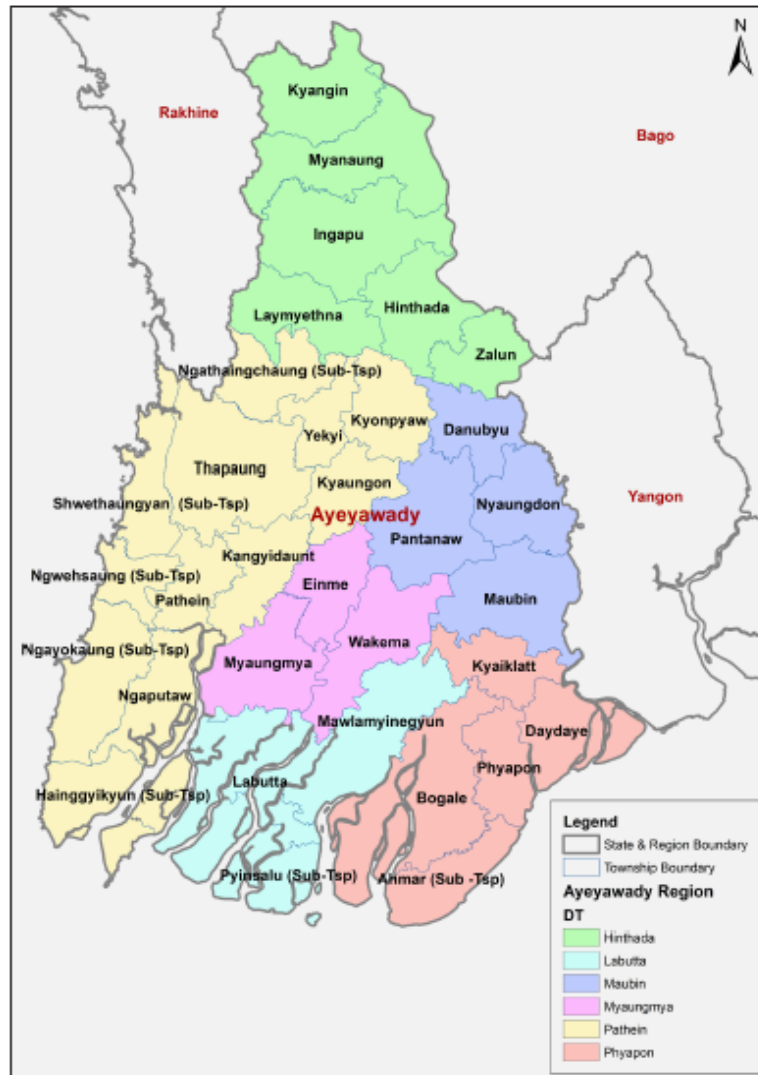 N
Kyangin
Rakhine
Bago
Myanaung
Ingapu
Hinthada
Laymyethna
Zalun
Ngathaingchaung (Sub-Tsp)
Kyonpyaw
Danubyu
Yekyi
Thapaung
Kyaungon
Nyaungdon
Yangon
Shwethaungyan (Sub-Tsp)
Ayeyawady
Pantanaw
Kangyidaunt
Ngwehsaung (Sub-Tsp)
Einme
Pathein
Maubin
Wakema
Ngayokaung (Sub-Tsp)
Myaungmya
Kyaiklatt
Ngaputaw
Mawlamyinegyun
Daydaye
Phyapon
Labutta
Hainggyikyun (Sub-Tsp)
Bogale
Pyinsalu (Sub-Tsp)
Ahmar (Sub -Tsp)
Legend
State & Region Boundary
Township Boundary
Ayeyawady Region
DT
Hinthada
Labutta
Maubin
Myaungmya
Pathein
Phyapon